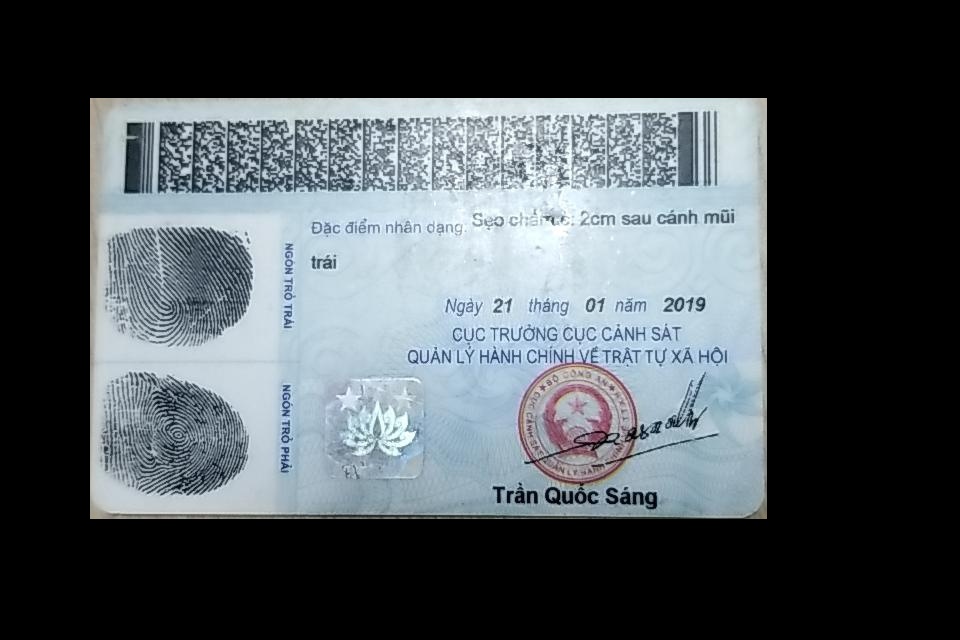 Đặc điểm nhân dạng: Sẹo chấm c: 2cm sau cánh mũi
trái
NGÓN TRỎ TRÁI
Ngày 21 tháng 01 năm 2019
CỤC TRƯỞNG CỤC CẢNH SÁT
QUẢN LÝ HÀNH CHÍNH VỀ TRẬT TỰ XÃ HỘI
NGÓN TRỎ PHẢI
BỘ CÔNG AN
Trần Quốc Sáng